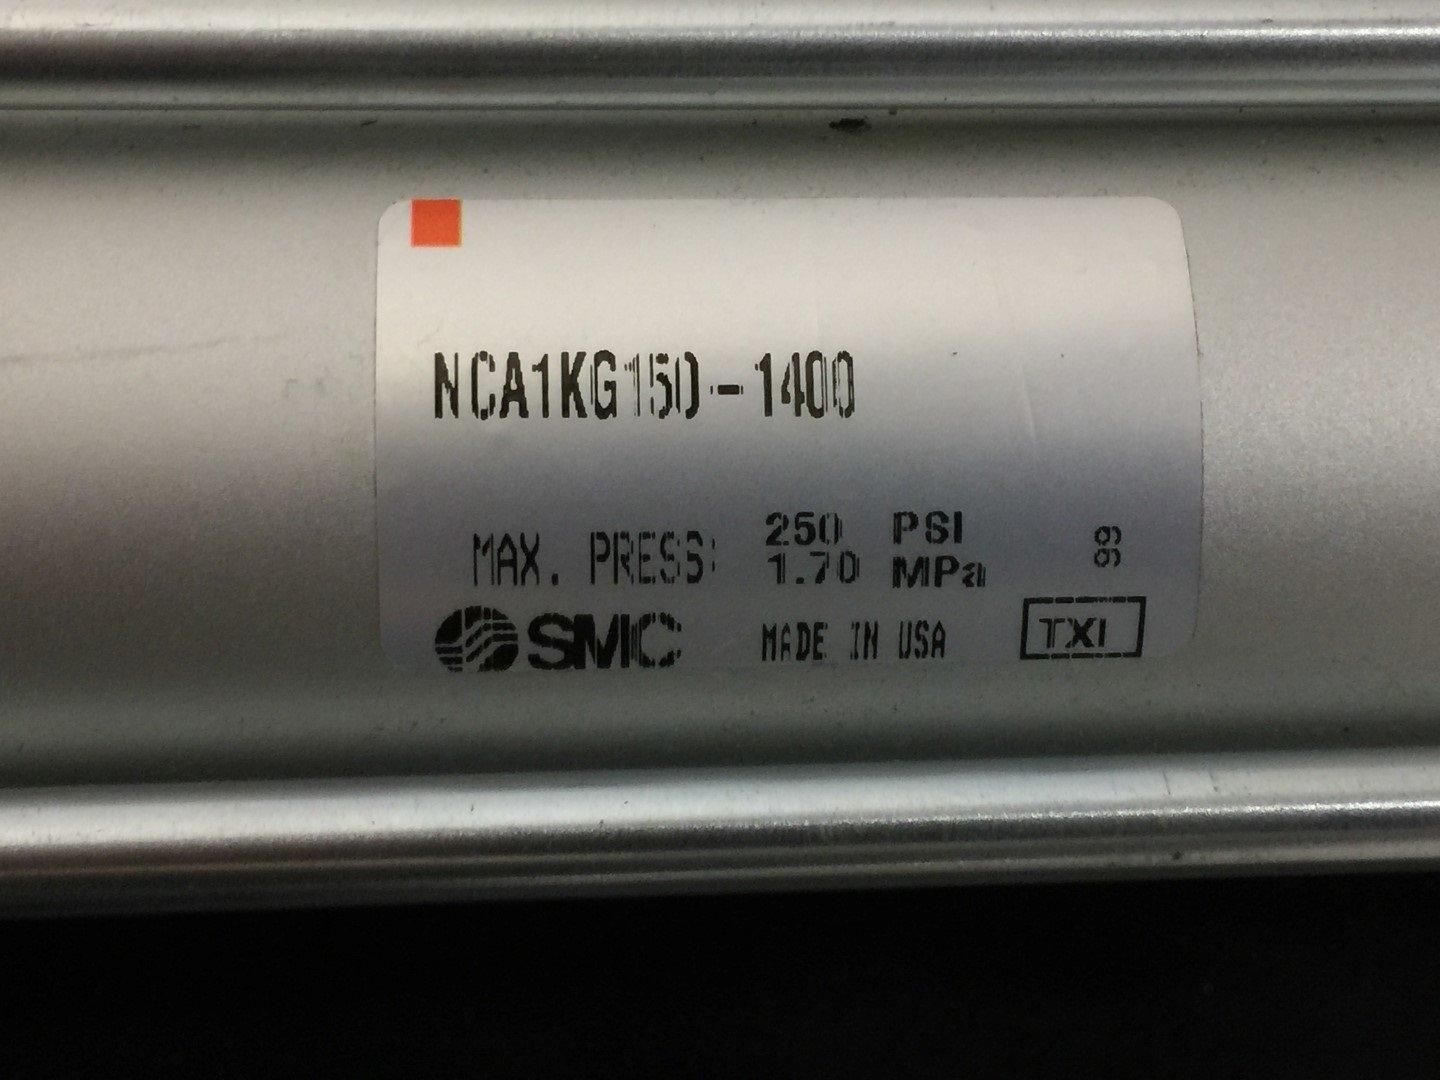 NCA1KG150-1400
MAX. PRESS: 250 PSI
1.70 MPa
99
SMC MADE IN USA TXI